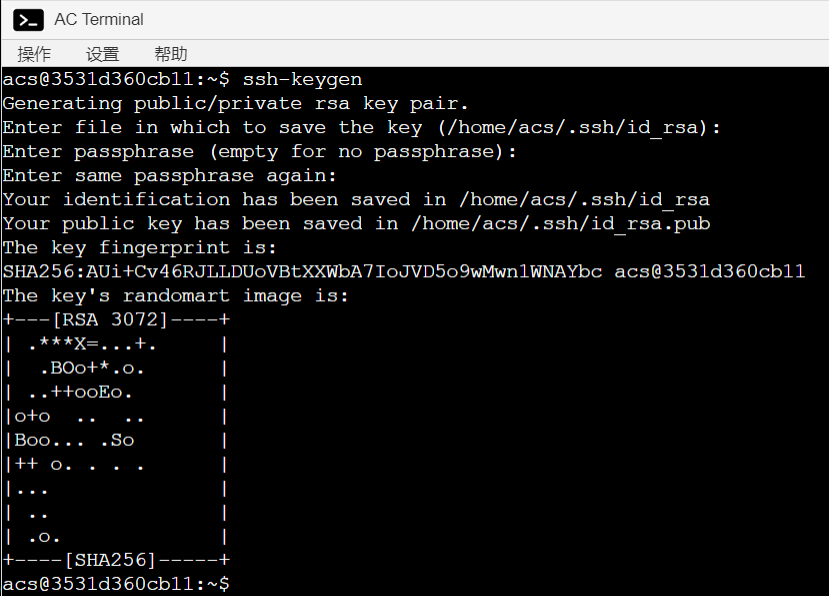 AC Terminal
操作 设置 帮助
acs@3531d360cb11:~$ ssh-keygen
Generating public/private rsa key pair.
Enter file in which to save the key (/home/acs/.ssh/id_rsa):
Enter passphrase (empty for no passphrase):
Enter same passphrase again:
Your identification has been saved in /home/acs/.ssh/id_rsa
Your public key has been saved in /home/acs/.ssh/id_rsa.pub
The key fingerprint is:
SHA256:AUi+Cv46RJLLDUoVBtXXWbA7IoJVD5o9wMwn1WNAYbc acs@3531d360cb11
The key's randomart image is:
+---[RSA 3072]----+
| .***X=...+.     |
|  .BOo+*.o.      |
| ..++ooEo.       |
|o+o  ..  ..      |
|Boo... .So       |
|++ o. . . .      |
|...              |
| ..              |
| .o.             |
+----[SHA256]-----+
acs@3531d360cb11:~$